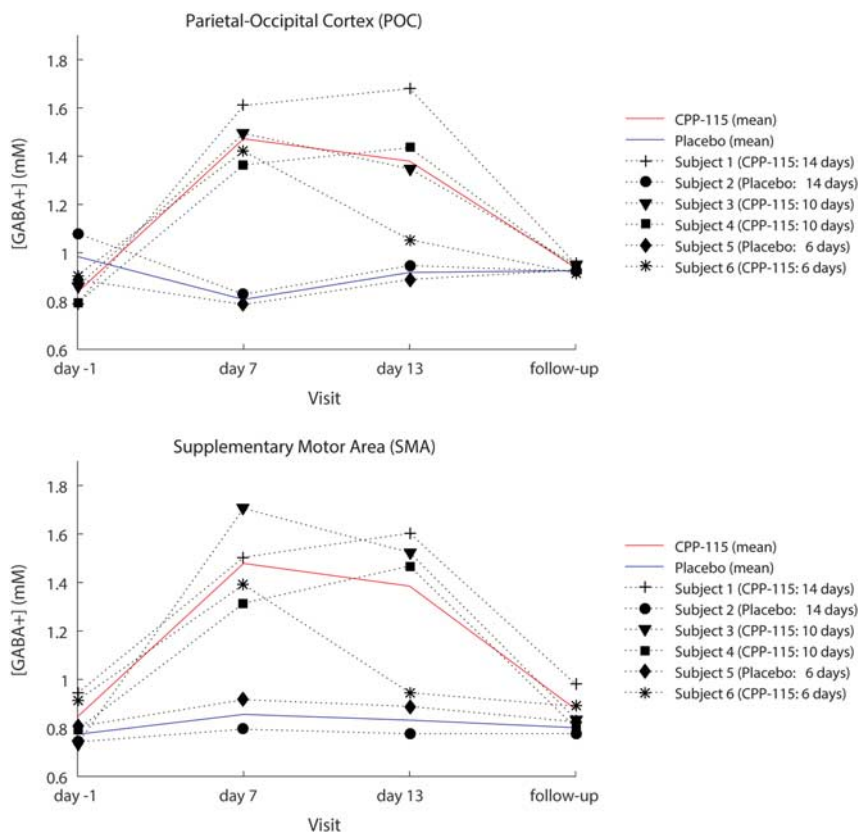 Parietal-Occipital Cortex (POC)
1.8
1.6
1.4
1.2
1
0.8
0.6
[GABA+] (mM)
day -1
day 7
day 13
follow-up
Visit
CPP-115 (mean)
Placebo (mean)
Subject 1 (CPP-115: 14 days)
Subject 2 (Placebo: 14 days)
Subject 3 (CPP-115: 10 days)
Subject 4 (CPP-115: 10 days)
Subject 5 (Placebo: 6 days)
Subject 6 (CPP-115: 6 days)
Supplementary Motor Area (SMA)
1.8
1.6
1.4
1.2
1
0.8
0.6
[GABA+] (mM)
day -1
day 7
day 13
follow-up
Visit
CPP-115 (mean)
Placebo (mean)
Subject 1 (CPP-115: 14 days)
Subject 2 (Placebo: 14 days)
Subject 3 (CPP-115: 10 days)
Subject 4 (CPP-115: 10 days)
Subject 5 (Placebo: 6 days)
Subject 6 (CPP-115: 6 days)